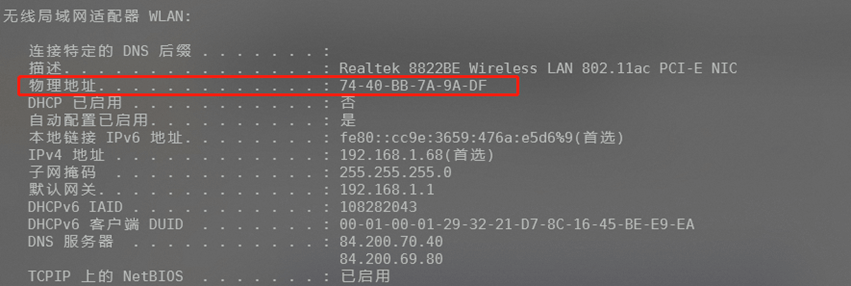 无线局域网适配器 WLAN:
连接特定的 DNS 后缀 . . . . . . . :
描述. . . . . . . . . . . . . . . : Realtek 8822BE Wireless LAN 802.11ac PCI-E NIC
物理地址. . . . . . . . . . . . . : 74-40-BB-7A-9A-DF
DHCP 已启用 . . . . . . . . . . . : 否
自动配置已启用. . . . . . . . . . : 是
本地链接 IPv6 地址. . . . . . . . : fe80::cc9e:3659:476a:e5d6%9(首选)
IPv4 地址 . . . . . . . . . . . . : 192.168.1.68(首选)
子网掩码 . . . . . . . . . . . . : 255.255.255.0
默认网关. . . . . . . . . . . . . : 192.168.1.1
DHCPv6 IAID . . . . . . . . . . . : 108282043
DHCPv6 客户端 DUID . . . . . . . : 00-01-00-01-29-32-21-D7-8C-16-45-BE-E9-EA
DNS 服务器 . . . . . . . . . . . : 84.200.70.40
84.200.69.80
TCPIP 上的 NetBIOS . . . . . . . : 已启用